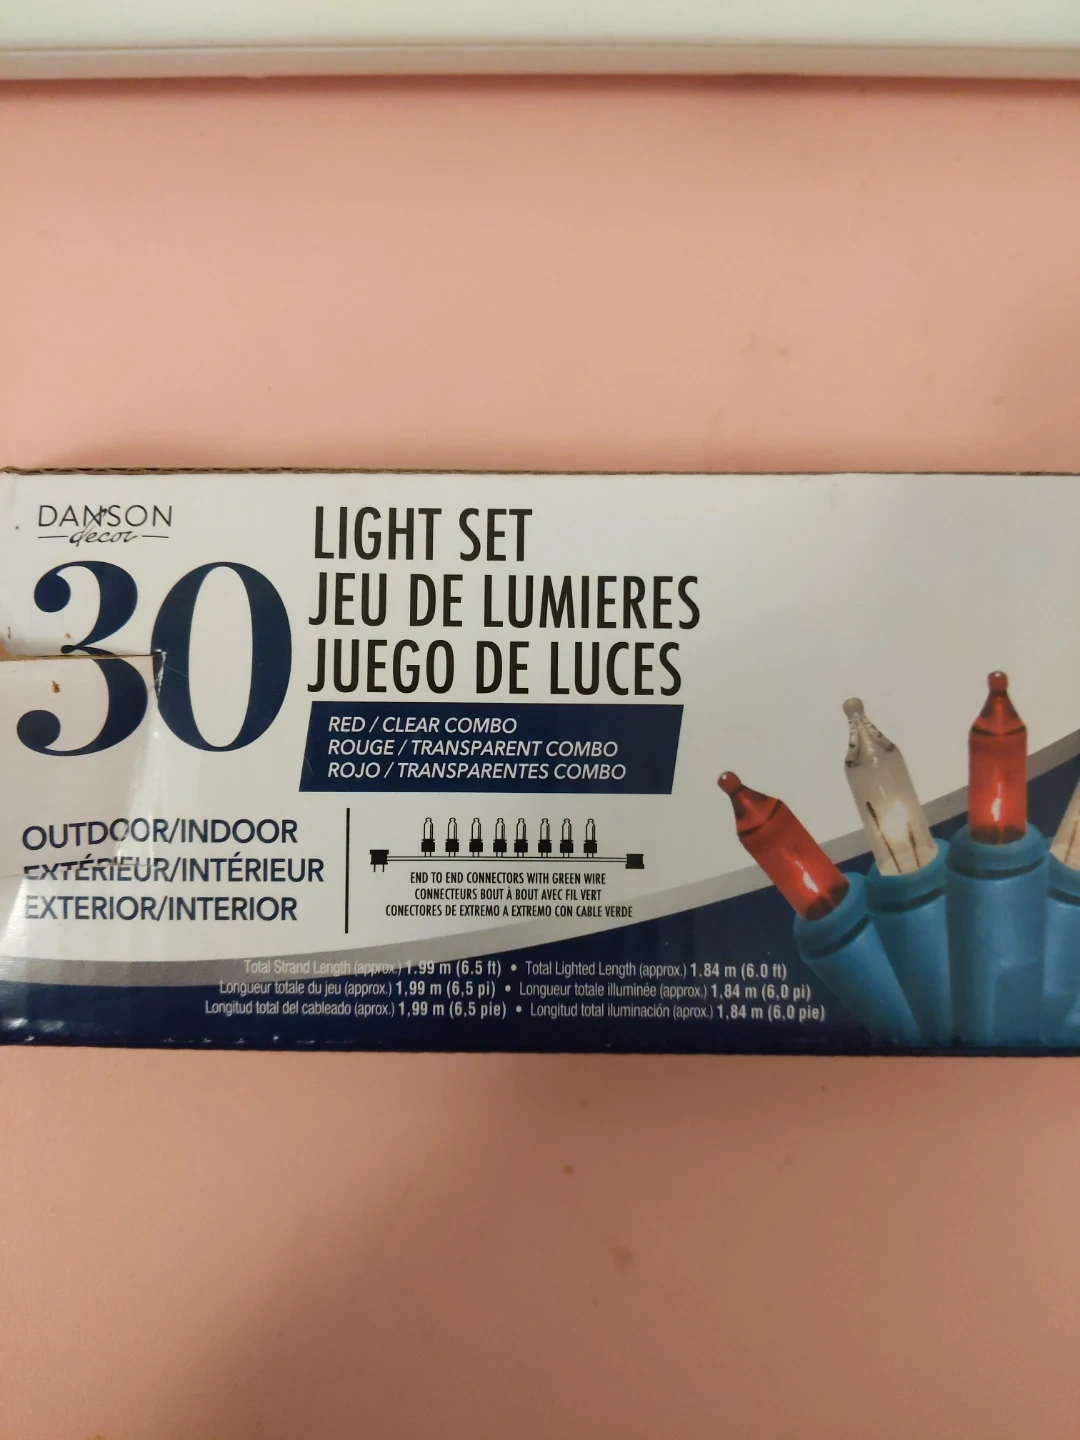 DANSON
decor
30
LIGHT SET
JEU DE LUMIERES
JUEGO DE LUCES
RED / CLEAR COMBO
ROUGE / TRANSPARENT COMBO
ROJO / TRANSPARENTES COMBO
OUTDOOR/INDOOR
EXTÉRIEUR/INTÉRIEUR
EXTERIOR/INTERIOR
END TO END CONNECTORS WITH GREEN WIRE
CONNECTEURS BOUT À BOUT AVEC FIL VERT
CONECTORES DE EXTREMO A EXTREMO CON CABLE VERDE
Total Strand Length (approx.) 1.99 m (6.5 ft) • Total Lighted Length (approx.) 1.84 m (6.0 ft)
Longueur totale du jeu (approx.) 1,99 m (6,5 pi) • Longueur totale illuminée (approx.) 1,84 m (6,0 pi)
Longitud total del cableado (aprox.) 1,99 m (6,5 pie) • Longitud total iluminación (aprox.) 1,84 m (6,0 pie)